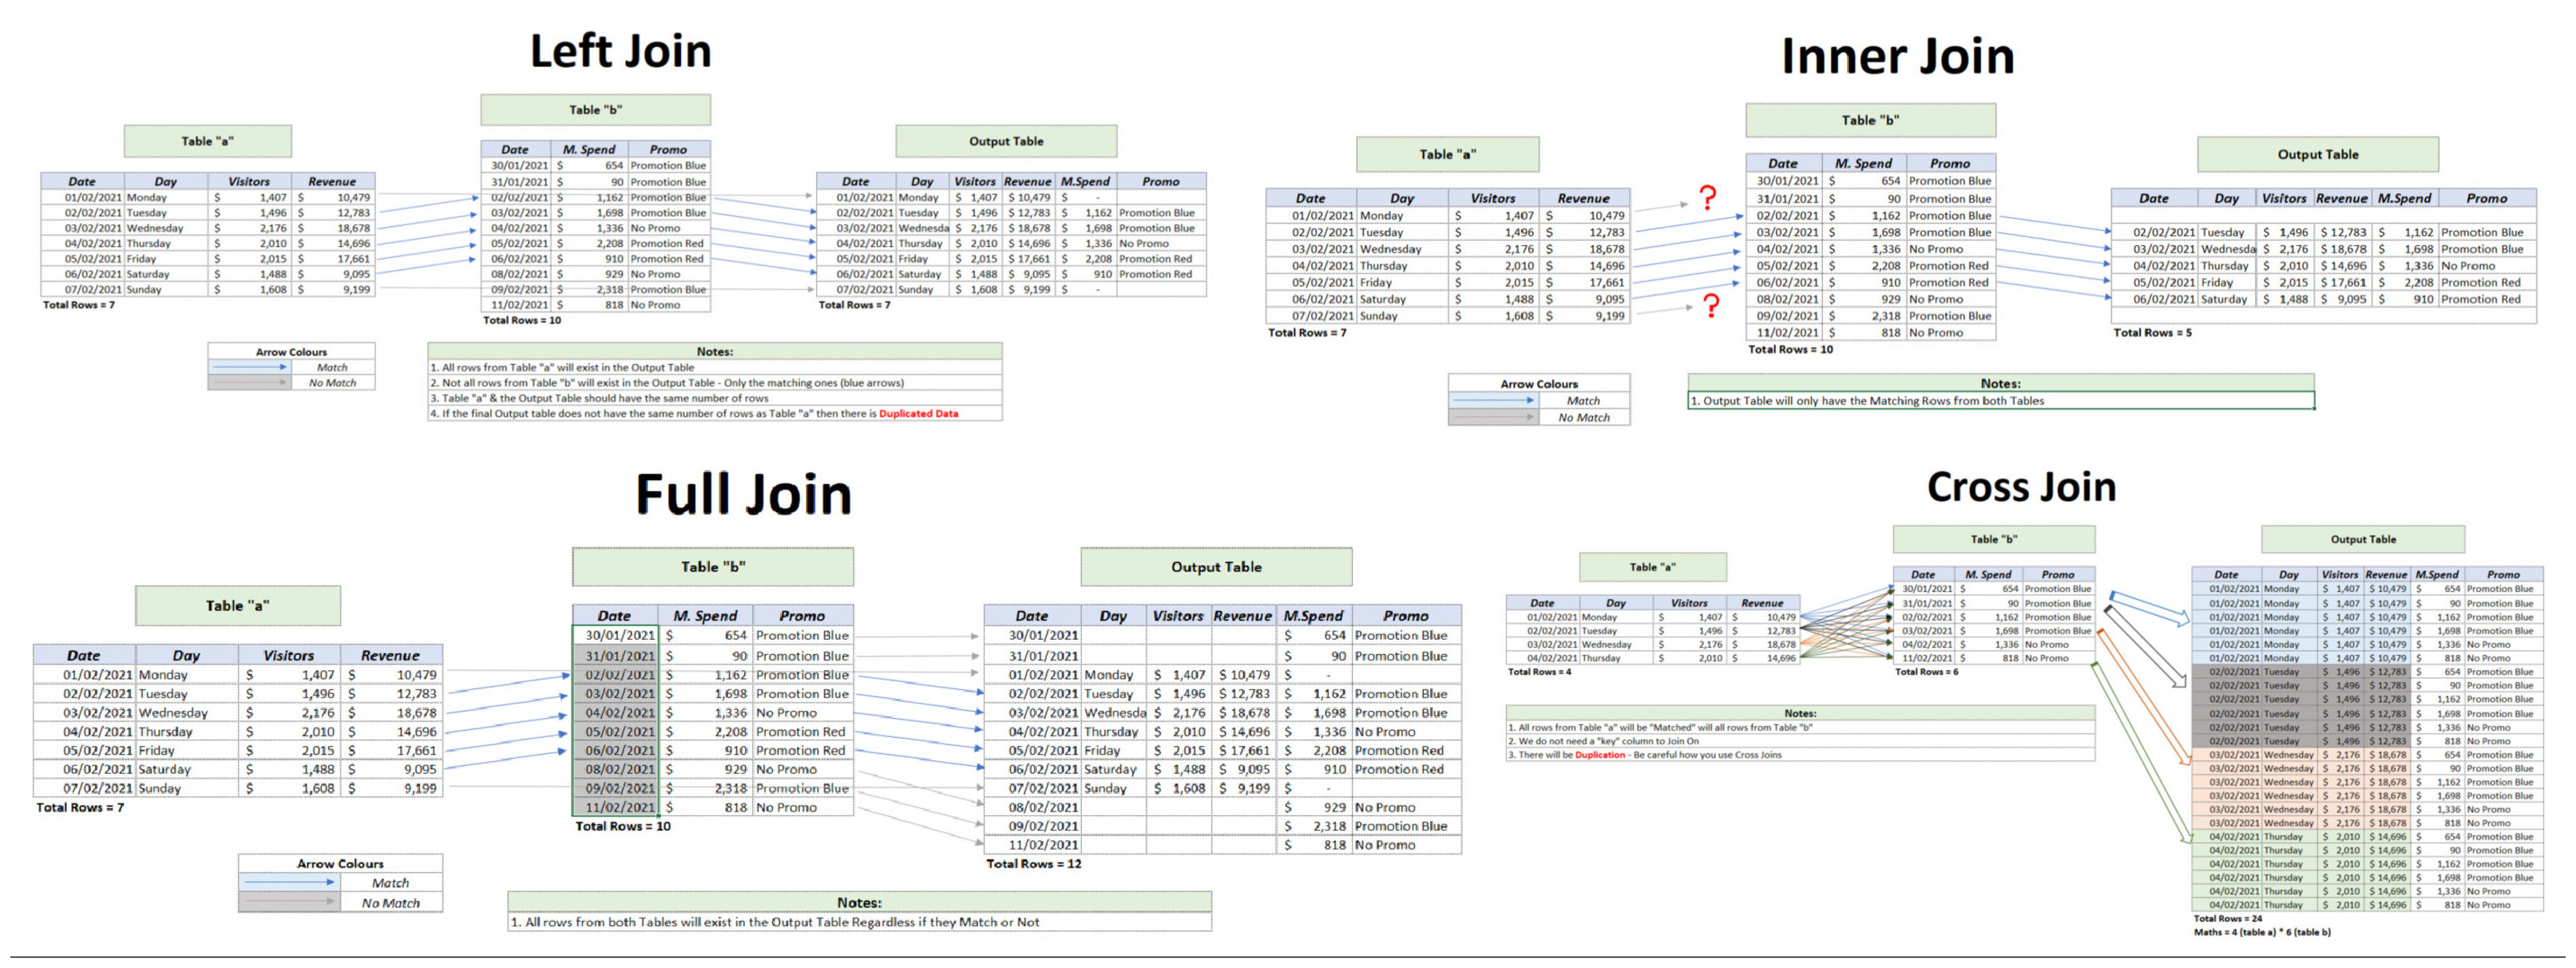 Left Join
Table "a"
Date Day Visitors Revenue
01/02/2021 Monday $ 1,407 $ 10,479
02/02/2021 Tuesday $ 1,496 $ 12,783
03/02/2021 Wednesday $ 2,176 $ 18,678
04/02/2021 Thursday $ 2,010 $ 14,696
05/02/2021 Friday $ 2,015 $ 17,661
06/02/2021 Saturday $ 1,488 $ 9,095
07/02/2021 Sunday $ 1,608 $ 9,199
Total Rows = 7
Table "b"
Date M. Spend Promo
30/01/2021 $ 654 Promotion Blue
31/01/2021 $ 90 Promotion Blue
02/02/2021 $ 1,162 Promotion Blue
03/02/2021 $ 1,698 Promotion Blue
04/02/2021 $ 1,336 No Promo
05/02/2021 $ 2,208 Promotion Red
06/02/2021 $ 910 Promotion Red
08/02/2021 $ 929 No Promo
09/02/2021 $ 2,318 Promotion Blue
11/02/2021 $ 818 No Promo
Total Rows = 10
Output Table
Date Day Visitors Revenue M.Spend Promo
01/02/2021 Monday $ 1,407 $ 10,479 $ -
02/02/2021 Tuesday $ 1,496 $ 12,783 $ 1,162 Promotion Blue
03/02/2021 Wednesda $ 2,176 $ 18,678 $ 1,698 Promotion Blue
04/02/2021 Thursday $ 2,010 $ 14,696 $ 1,336 No Promo
05/02/2021 Friday $ 2,015 $ 17,661 $ 2,208 Promotion Red
06/02/2021 Saturday $ 1,488 $ 9,095 $ 910 Promotion Red
07/02/2021 Sunday $ 1,608 $ 9,199 $ -
Total Rows = 7
Arrow Colours
Match
No Match
Notes:
1. All rows from Table "a" will exist in the Output Table
2. Not all rows from Table "b" will exist in the Output Table - Only the matching ones (blue arrows)
3. Table "a" & the Output Table should have the same number of rows
4. If the final Output table does not have the same number of rows as Table "a" then there is Duplicated Data
Inner Join
Table "a"
Date Day Visitors Revenue
01/02/2021 Monday $ 1,407 $ 10,479
02/02/2021 Tuesday $ 1,496 $ 12,783
03/02/2021 Wednesday $ 2,176 $ 18,678
04/02/2021 Thursday $ 2,010 $ 14,696
05/02/2021 Friday $ 2,015 $ 17,661
06/02/2021 Saturday $ 1,488 $ 9,095
07/02/2021 Sunday $ 1,608 $ 9,199
Total Rows = 7
?
?
Table "b"
Date M. Spend Promo
30/01/2021 $ 654 Promotion Blue
31/01/2021 $ 90 Promotion Blue
02/02/2021 $ 1,162 Promotion Blue
03/02/2021 $ 1,698 Promotion Blue
04/02/2021 $ 1,336 No Promo
05/02/2021 $ 2,208 Promotion Red
06/02/2021 $ 910 Promotion Red
08/02/2021 $ 929 No Promo
09/02/2021 $ 2,318 Promotion Blue
11/02/2021 $ 818 No Promo
Total Rows = 10
Output Table
Date Day Visitors Revenue M.Spend Promo
02/02/2021 Tuesday $ 1,496 $ 12,783 $ 1,162 Promotion Blue
03/02/2021 Wednesda $ 2,176 $ 18,678 $ 1,698 Promotion Blue
04/02/2021 Thursday $ 2,010 $ 14,696 $ 1,336 No Promo
05/02/2021 Friday $ 2,015 $ 17,661 $ 2,208 Promotion Red
06/02/2021 Saturday $ 1,488 $ 9,095 $ 910 Promotion Red
Total Rows = 5
Arrow Colours
Match
No Match
Notes:
1. Output Table will only have the Matching Rows from both Tables
Full Join
Table "a"
Date Day Visitors Revenue
01/02/2021 Monday $ 1,407 $ 10,479
02/02/2021 Tuesday $ 1,496 $ 12,783
03/02/2021 Wednesday $ 2,176 $ 18,678
04/02/2021 Thursday $ 2,010 $ 14,696
05/02/2021 Friday $ 2,015 $ 17,661
06/02/2021 Saturday $ 1,488 $ 9,095
07/02/2021 Sunday $ 1,608 $ 9,199
Total Rows = 7
Table "b"
Date M. Spend Promo
30/01/2021 $ 654 Promotion Blue
31/01/2021 $ 90 Promotion Blue
02/02/2021 $ 1,162 Promotion Blue
03/02/2021 $ 1,698 Promotion Blue
04/02/2021 $ 1,336 No Promo
05/02/2021 $ 2,208 Promotion Red
06/02/2021 $ 910 Promotion Red
08/02/2021 $ 929 No Promo
09/02/2021 $ 2,318 Promotion Blue
11/02/2021 $ 818 No Promo
Total Rows = 10
Output Table
Date Day Visitors Revenue M.Spend Promo
30/01/2021 $ 654 Promotion Blue
31/01/2021 $ 90 Promotion Blue
01/02/2021 Monday $ 1,407 $ 10,479 $ -
02/02/2021 Tuesday $ 1,496 $ 12,783 $ 1,162 Promotion Blue
03/02/2021 Wednesda $ 2,176 $ 18,678 $ 1,698 Promotion Blue
04/02/2021 Thursday $ 2,010 $ 14,696 $ 1,336 No Promo
05/02/2021 Friday $ 2,015 $ 17,661 $ 2,208 Promotion Red
06/02/2021 Saturday $ 1,488 $ 9,095 $ 910 Promotion Red
07/02/2021 Sunday $ 1,608 $ 9,199 $ -
08/02/2021 $ 929 No Promo
09/02/2021 $ 2,318 Promotion Blue
11/02/2021 $ 818 No Promo
Total Rows = 12
Arrow Colours
Match
No Match
Notes:
1. All rows from both Tables will exist in the Output Table Regardless if they Match or Not
Cross Join
Table "a"
Date Day Visitors Revenue
01/02/2021 Monday $ 1,407 $ 10,479
02/02/2021 Tuesday $ 1,496 $ 12,783
03/02/2021 Wednesday $ 2,176 $ 18,678
04/02/2021 Thursday $ 2,010 $ 14,696
Total Rows = 4
Table "b"
Date M. Spend Promo
30/01/2021 $ 654 Promotion Blue
31/01/2021 $ 90 Promotion Blue
02/02/2021 $ 1,162 Promotion Blue
03/02/2021 $ 1,698 Promotion Blue
04/02/2021 $ 1,336 No Promo
11/02/2021 $ 818 No Promo
Total Rows = 6
Notes:
1. All rows from Table "a" will be "Matched" will all rows from Table "b"
2. We do not need a "key" column to Join On
3. There will be Duplication - Be careful how you use Cross Joins
Output Table
Date Day Visitors Revenue M.Spend Promo
01/02/2021 Monday $ 1,407 $ 10,479 $ 654 Promotion Blue
01/02/2021 Monday $ 1,407 $ 10,479 $ 90 Promotion Blue
01/02/2021 Monday $ 1,407 $ 10,479 $ 1,162 Promotion Blue
01/02/2021 Monday $ 1,407 $ 10,479 $ 1,698 Promotion Blue
01/02/2021 Monday $ 1,407 $ 10,479 $ 1,336 No Promo
01/02/2021 Monday $ 1,407 $ 10,479 $ 818 No Promo
02/02/2021 Tuesday $ 1,496 $ 12,783 $ 654 Promotion Blue
02/02/2021 Tuesday $ 1,496 $ 12,783 $ 90 Promotion Blue
02/02/2021 Tuesday $ 1,496 $ 12,783 $ 1,162 Promotion Blue
02/02/2021 Tuesday $ 1,496 $ 12,783 $ 1,698 Promotion Blue
02/02/2021 Tuesday $ 1,496 $ 12,783 $ 1,336 No Promo
02/02/2021 Tuesday $ 1,496 $ 12,783 $ 818 No Promo
03/02/2021 Wednesday $ 2,176 $ 18,678 $ 654 Promotion Blue
03/02/2021 Wednesday $ 2,176 $ 18,678 $ 90 Promotion Blue
03/02/2021 Wednesday $ 2,176 $ 18,678 $ 1,162 Promotion Blue
03/02/2021 Wednesday $ 2,176 $ 18,678 $ 1,698 Promotion Blue
03/02/2021 Wednesday $ 2,176 $ 18,678 $ 1,336 No Promo
03/02/2021 Wednesday $ 2,176 $ 18,678 $ 818 No Promo
04/02/2021 Thursday $ 2,010 $ 14,696 $ 654 Promotion Blue
04/02/2021 Thursday $ 2,010 $ 14,696 $ 90 Promotion Blue
04/02/2021 Thursday $ 2,010 $ 14,696 $ 1,162 Promotion Blue
04/02/2021 Thursday $ 2,010 $ 14,696 $ 1,698 Promotion Blue
04/02/2021 Thursday $ 2,010 $ 14,696 $ 1,336 No Promo
04/02/2021 Thursday $ 2,010 $ 14,696 $ 818 No Promo
Total Rows = 24
Maths = 4 (table a) * 6 (table b)